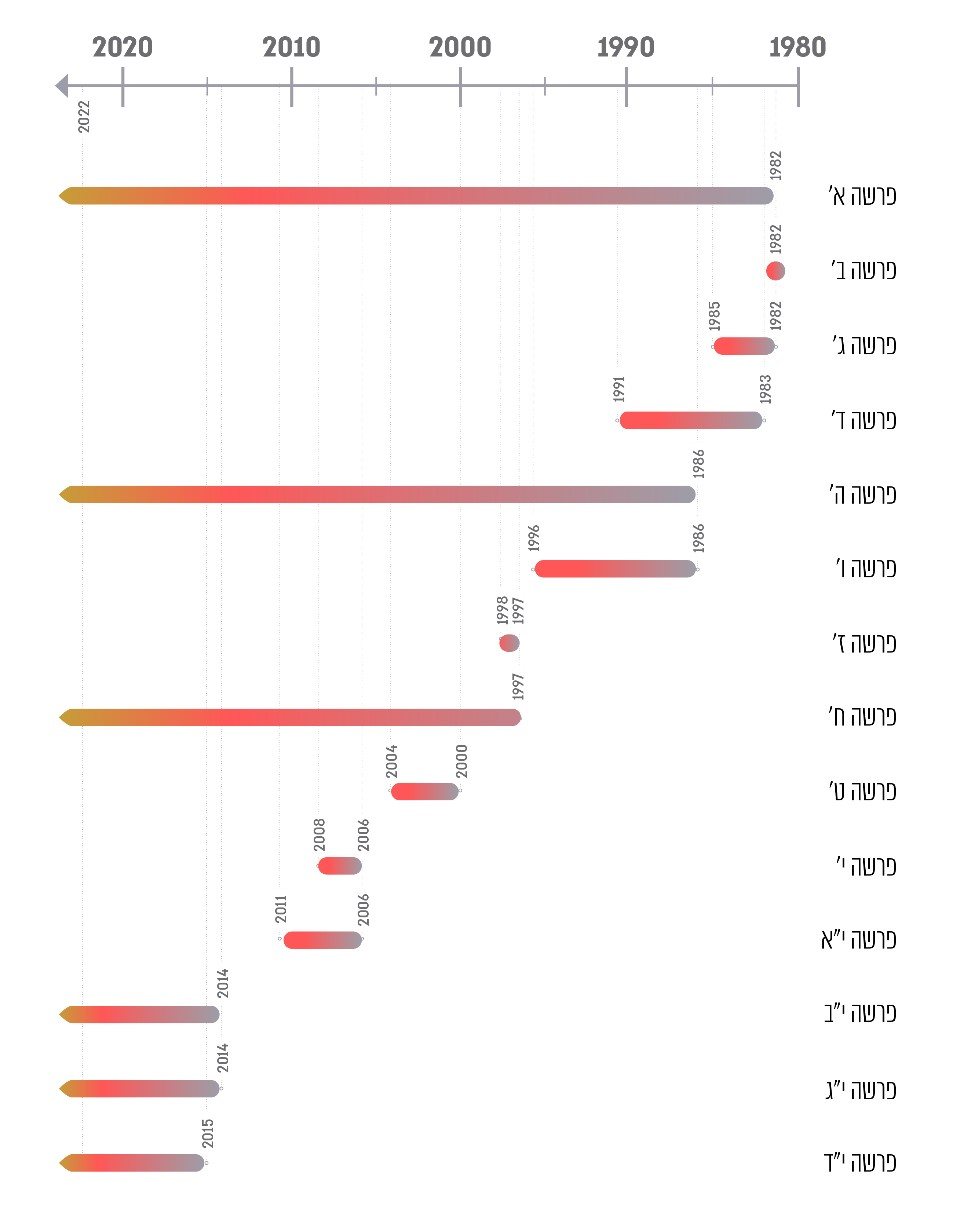 1980 1990 2000 2010 2020
2022
1982
פרשה א'
1982
פרשה ב'
1982 1985
פרשה ג'
1983 1991
פרשה ד'
1986
פרשה ה'
1986 1996
פרשה ו'
1997 1998
פרשה ז'
1997
פרשה ח'
2000 2004
פרשה ט'
2006 2008
פרשה י'
2006 2011
פרשה י"א
2014
פרשה י"ב
2014
פרשה י"ג
2015
פרשה י"ד